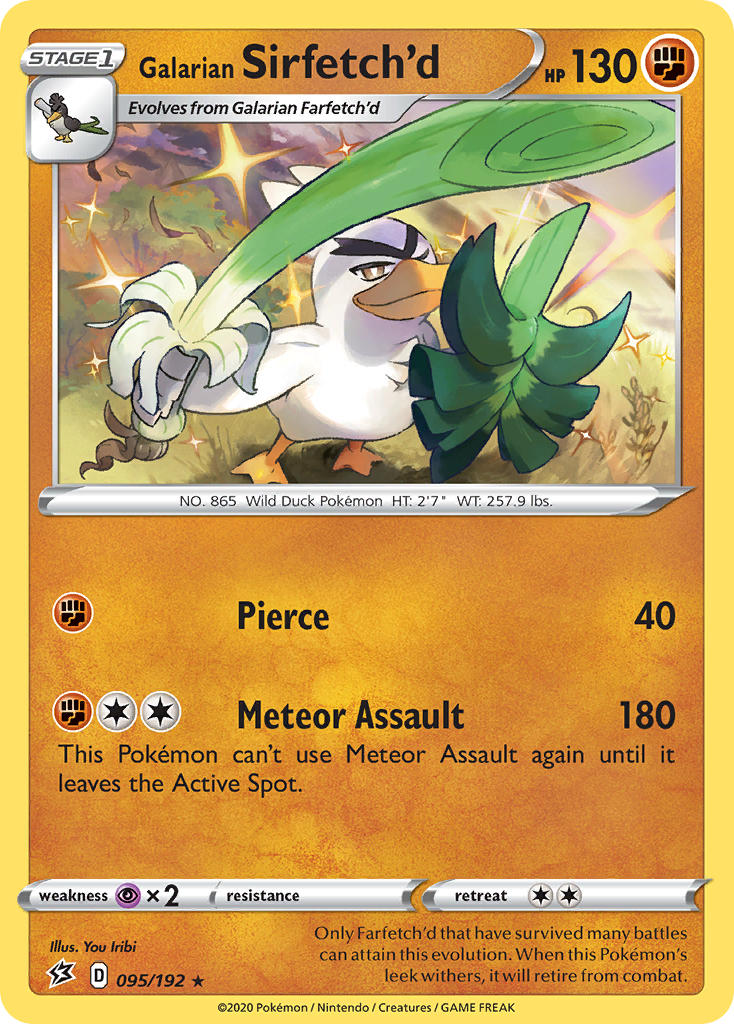 STAGE 1
Galarian Sirfetch’d
HP 130
Evolves from Galarian Farfetch’d
NO. 865 Wild Duck Pokémon HT: 2'7" WT: 257.9 lbs.
Pierce 40
Meteor Assault 180
This Pokémon can’t use Meteor Assault again until it
leaves the Active Spot.
weakness ×2 resistance retreat
Illus. You Iribi
Only Farfetch’d that have survived many battles
can attain this evolution. When this Pokémon’s
leek withers, it will retire from combat.
D 095/192 ★
©2020 Pokémon / Nintendo / Creatures / GAME FREAK